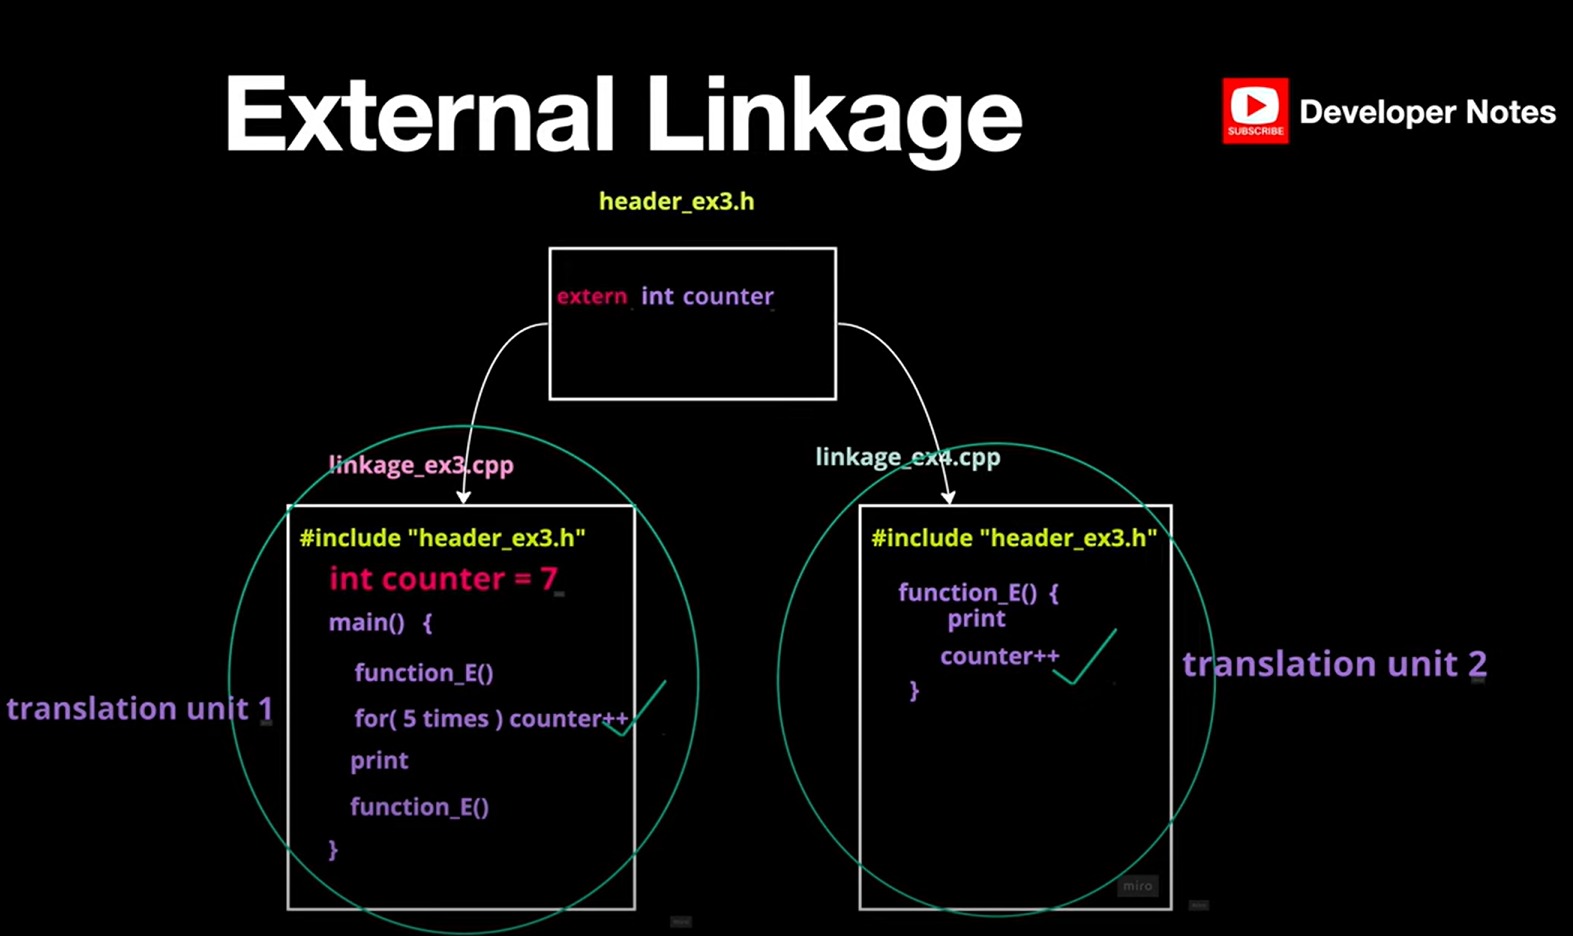 External Linkage
SUBSCRIBE
Developer Notes
header_ex3.h
extern int counter
linkage_ex3.cpp
#include "header_ex3.h"
int counter = 7
main() {
function_E()
for( 5 times ) counter++
print
function_E()
}
translation unit 1
linkage_ex4.cpp
#include "header_ex3.h"
function_E() {
print
counter++
}
translation unit 2
miro
miro
miro